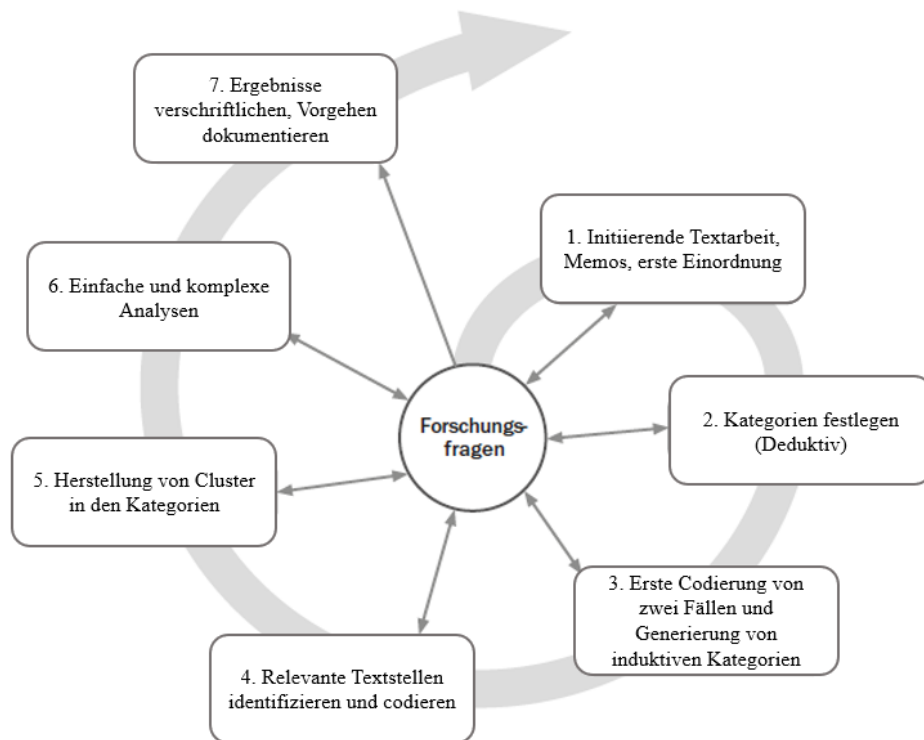 7. Ergebnisse
verschriftlichen, Vorgehen
dokumentieren
1. Initiierende Textarbeit,
Memos, erste Einordnung
6. Einfache und komplexe
Analysen
Forschungs-
fragen
2. Kategorien festlegen
(Deduktiv)
5. Herstellung von Cluster
in den Kategorien
3. Erste Codierung von
zwei Fällen und
Generierung von
induktiven Kategorien
4. Relevante Textstellen
identifizieren und codieren